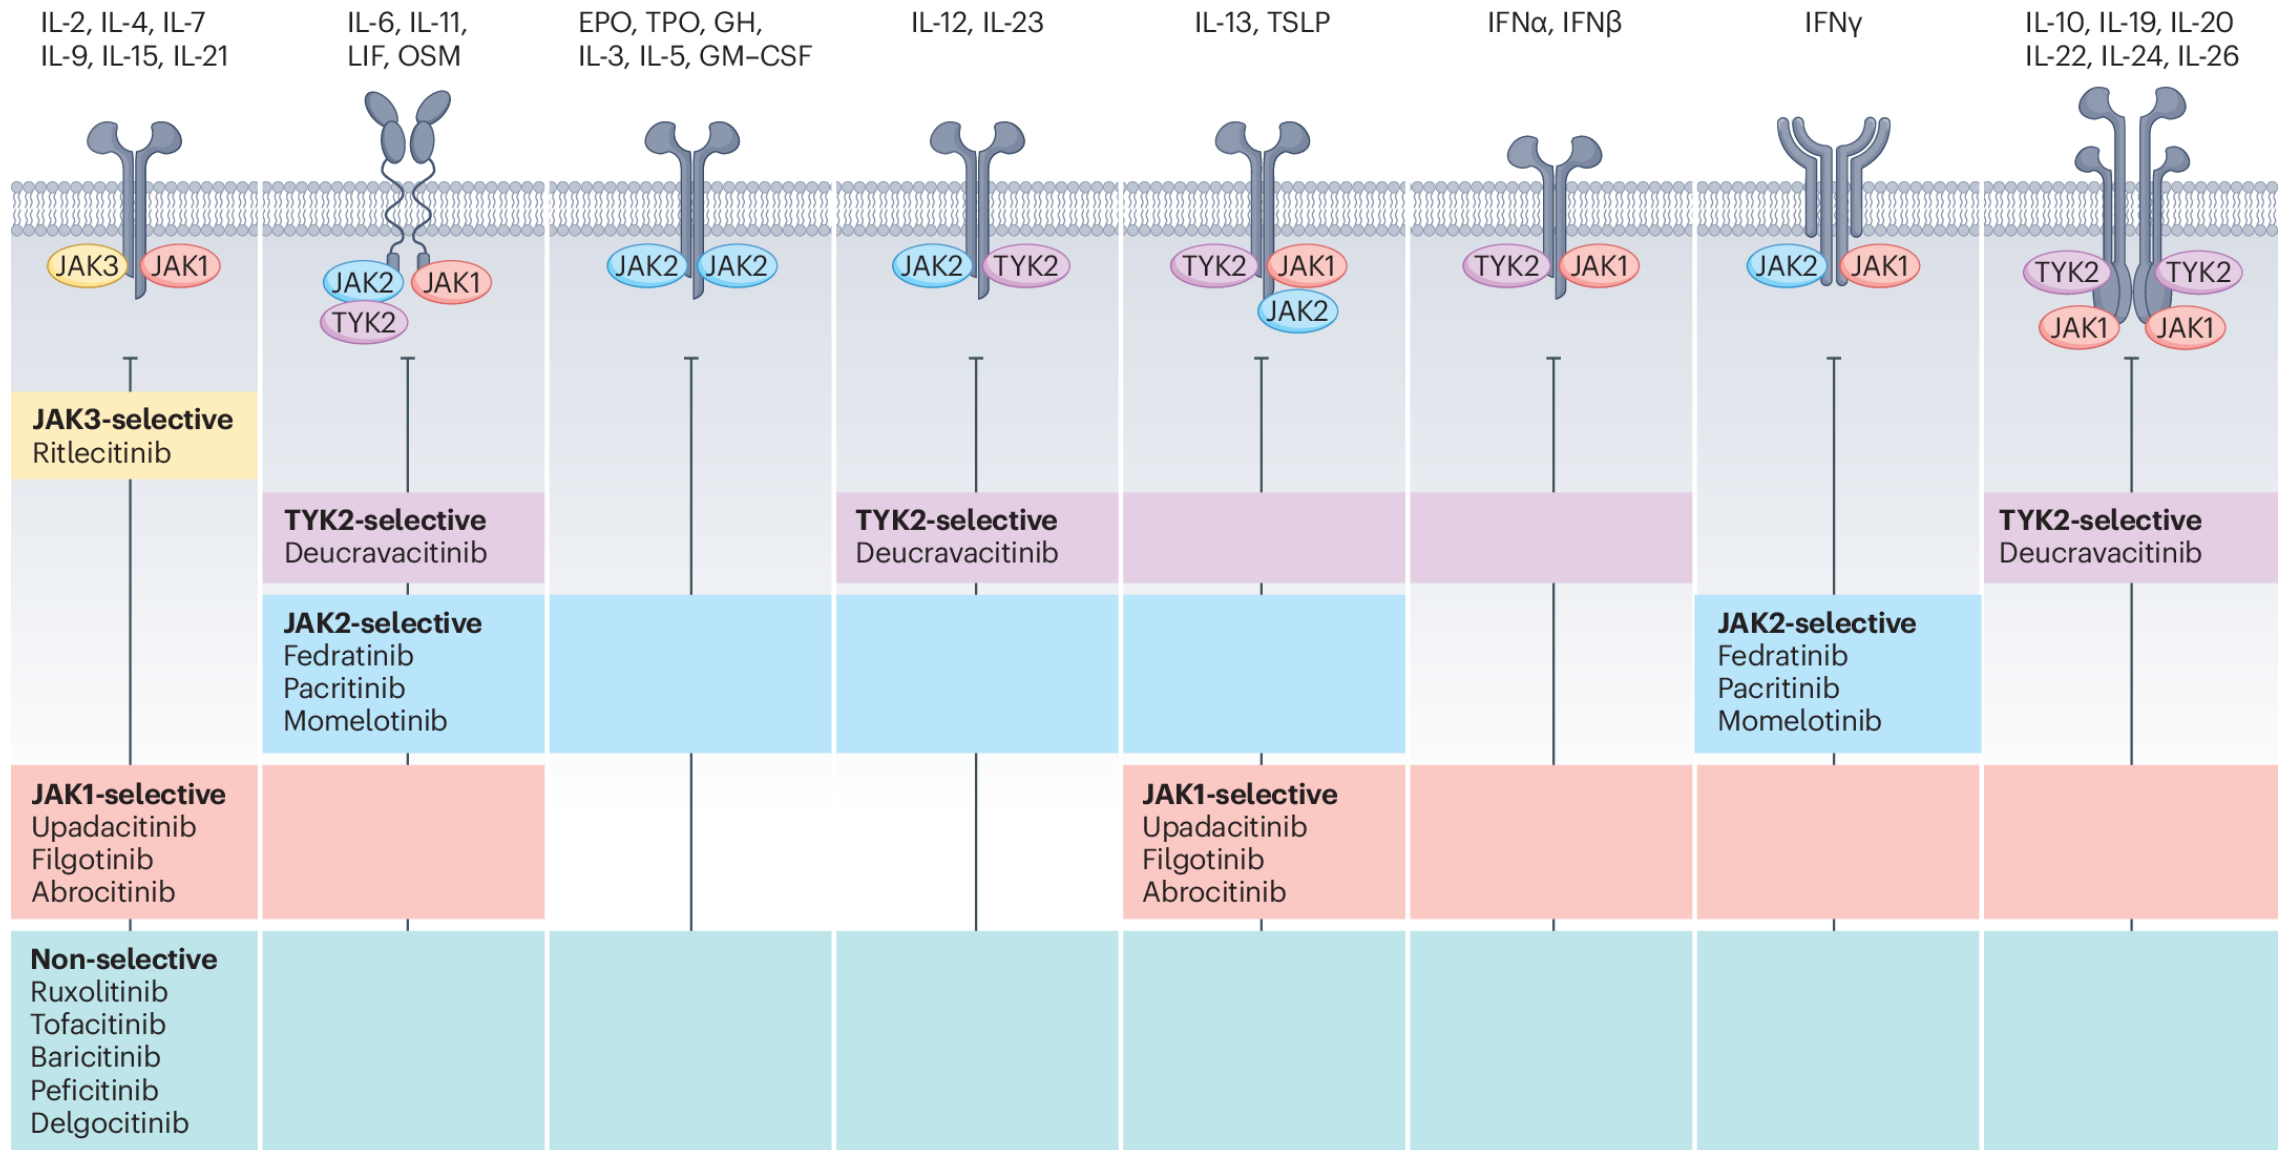 IL-2, IL-4, IL-7
IL-9, IL-15, IL-21
IL-6, IL-11,
LIF, OSM
EPO, TPO, GH,
IL-3, IL-5, GM–CSF
IL-12, IL-23
IL-13, TSLP
IFNα, IFNβ
IFNγ
IL-10, IL-19, IL-20
IL-22, IL-24, IL-26
JAK3 JAK1
JAK2 JAK1
TYK2
JAK2 JAK2
JAK2 TYK2
TYK2 JAK1
JAK2
TYK2 JAK1
JAK2 JAK1
TYK2 TYK2
JAK1 JAK1
JAK3-selective
Ritlecitinib
TYK2-selective
Deucravacitinib
TYK2-selective
Deucravacitinib
TYK2-selective
Deucravacitinib
JAK2-selective
Fedratinib
Pacritinib
Momelotinib
JAK2-selective
Fedratinib
Pacritinib
Momelotinib
JAK1-selective
Upadacitinib
Filgotinib
Abrocitinib
JAK1-selective
Upadacitinib
Filgotinib
Abrocitinib
Non-selective
Ruxolitinib
Tofacitinib
Baricitinib
Peficitinib
Delgocitinib